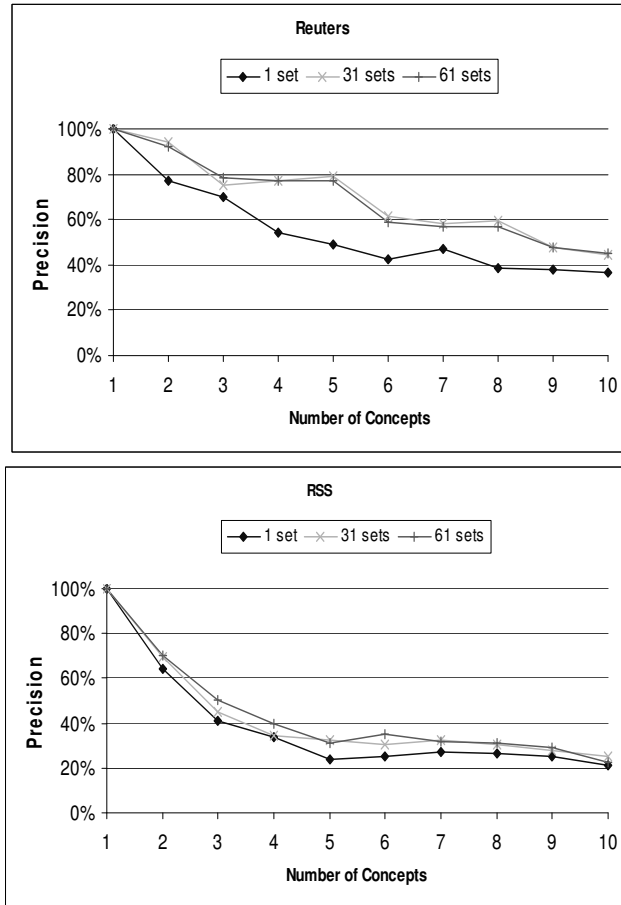 Reuters
1 set 31 sets 61 sets
100%
80%
60%
40%
20%
0%
Precision
1 2 3 4 5 6 7 8 9 10
Number of Concepts
RSS
1 set 31 sets 61 sets
100%
80%
60%
40%
20%
0%
Precision
1 2 3 4 5 6 7 8 9 10
Number of Concepts